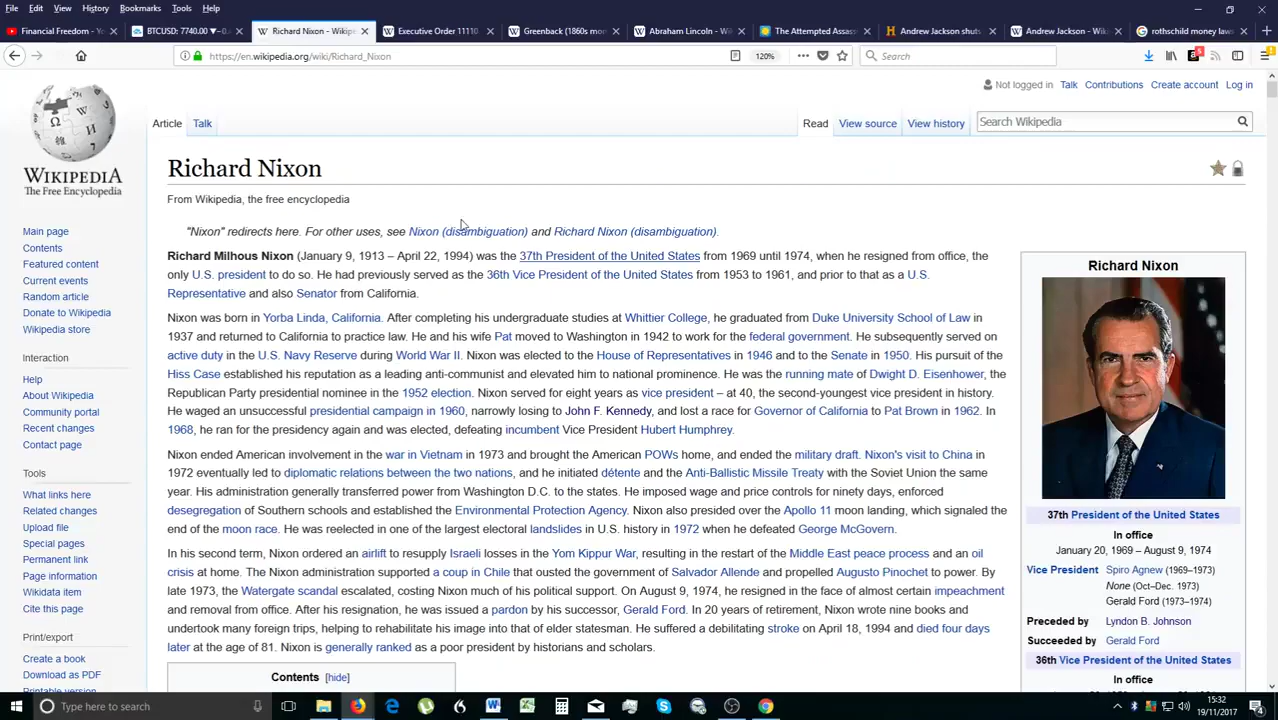 File Edit View History Bookmarks Tools Help
Financial Freedom - Yo
BTCUSD: 7740.00 ▼−0.
Richard Nixon - Wikipe
Executive Order 11110
Greenback (1860s mon
Abraham Lincoln - Wi
The Attempted Assas
Andrew Jackson shuts
Andrew Jackson - Wiki
rothschild money laws
https://en.wikipedia.org/wiki/Richard_Nixon
120%
Search
Not logged in Talk Contributions Create account Log in
Article Talk
Read View source View history
Search Wikipedia
WIKIPEDIA
The Free Encyclopedia
Main page
Contents
Featured content
Current events
Random article
Donate to Wikipedia
Wikipedia store
Interaction
Help
About Wikipedia
Community portal
Recent changes
Contact page
Tools
What links here
Related changes
Upload file
Special pages
Permanent link
Page information
Wikidata item
Cite this page
Print/export
Create a book
Download as PDF
Printable version
Richard Nixon
From Wikipedia, the free encyclopedia
"Nixon" redirects here. For other uses, see Nixon (disambiguation) and Richard Nixon (disambiguation).
Richard Milhous Nixon (January 9, 1913 – April 22, 1994) was the 37th President of the United States from 1969 until 1974, when he resigned from office, the
only U.S. president to do so. He had previously served as the 36th Vice President of the United States from 1953 to 1961, and prior to that as a U.S.
Representative and also Senator from California.
Nixon was born in Yorba Linda, California. After completing his undergraduate studies at Whittier College, he graduated from Duke University School of Law in
1937 and returned to California to practice law. He and his wife Pat moved to Washington in 1942 to work for the federal government. He subsequently served on
active duty in the U.S. Navy Reserve during World War II. Nixon was elected to the House of Representatives in 1946 and to the Senate in 1950. His pursuit of the
Hiss Case established his reputation as a leading anti-communist and elevated him to national prominence. He was the running mate of Dwight D. Eisenhower, the
Republican Party presidential nominee in the 1952 election. Nixon served for eight years as vice president – at 40, the second-youngest vice president in history.
He waged an unsuccessful presidential campaign in 1960, narrowly losing to John F. Kennedy, and lost a race for Governor of California to Pat Brown in 1962. In
1968, he ran for the presidency again and was elected, defeating incumbent Vice President Hubert Humphrey.
Nixon ended American involvement in the war in Vietnam in 1973 and brought the American POWs home, and ended the military draft. Nixon's visit to China in
1972 eventually led to diplomatic relations between the two nations, and he initiated détente and the Anti-Ballistic Missile Treaty with the Soviet Union the same
year. His administration generally transferred power from Washington D.C. to the states. He imposed wage and price controls for ninety days, enforced
desegregation of Southern schools and established the Environmental Protection Agency. Nixon also presided over the Apollo 11 moon landing, which signaled the
end of the moon race. He was reelected in one of the largest electoral landslides in U.S. history in 1972 when he defeated George McGovern.
In his second term, Nixon ordered an airlift to resupply Israeli losses in the Yom Kippur War, resulting in the restart of the Middle East peace process and an oil
crisis at home. The Nixon administration supported a coup in Chile that ousted the government of Salvador Allende and propelled Augusto Pinochet to power. By
late 1973, the Watergate scandal escalated, costing Nixon much of his political support. On August 9, 1974, he resigned in the face of almost certain impeachment
and removal from office. After his resignation, he was issued a pardon by his successor, Gerald Ford. In 20 years of retirement, Nixon wrote nine books and
undertook many foreign trips, helping to rehabilitate his image into that of elder statesman. He suffered a debilitating stroke on April 18, 1994 and died four days
later at the age of 81. Nixon is generally ranked as a poor president by historians and scholars.
Contents [hide]
Richard Nixon
37th President of the United States
In office
January 20, 1969 – August 9, 1974
Vice President Spiro Agnew (1969–1973)
None (Oct–Dec. 1973)
Gerald Ford (1973–1974)
Preceded by Lyndon B. Johnson
Succeeded by Gerald Ford
36th Vice President of the United States
In office
Type here to search
15:32
19/11/2017